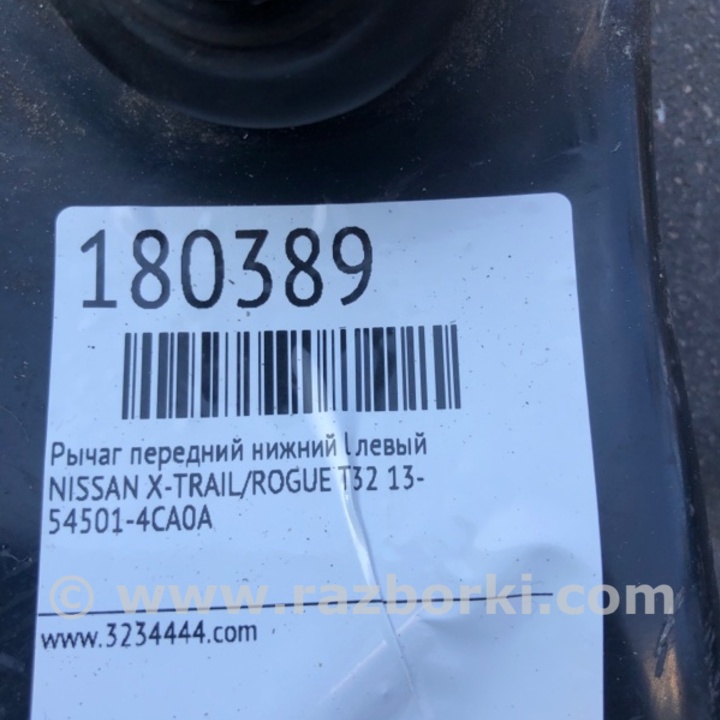 180389
Рычаг передний нижний l левый
NISSAN X-TRAIL/ROGUE T32 13-
54501-4CA0A
© www.razborki.com
www.3234444.com